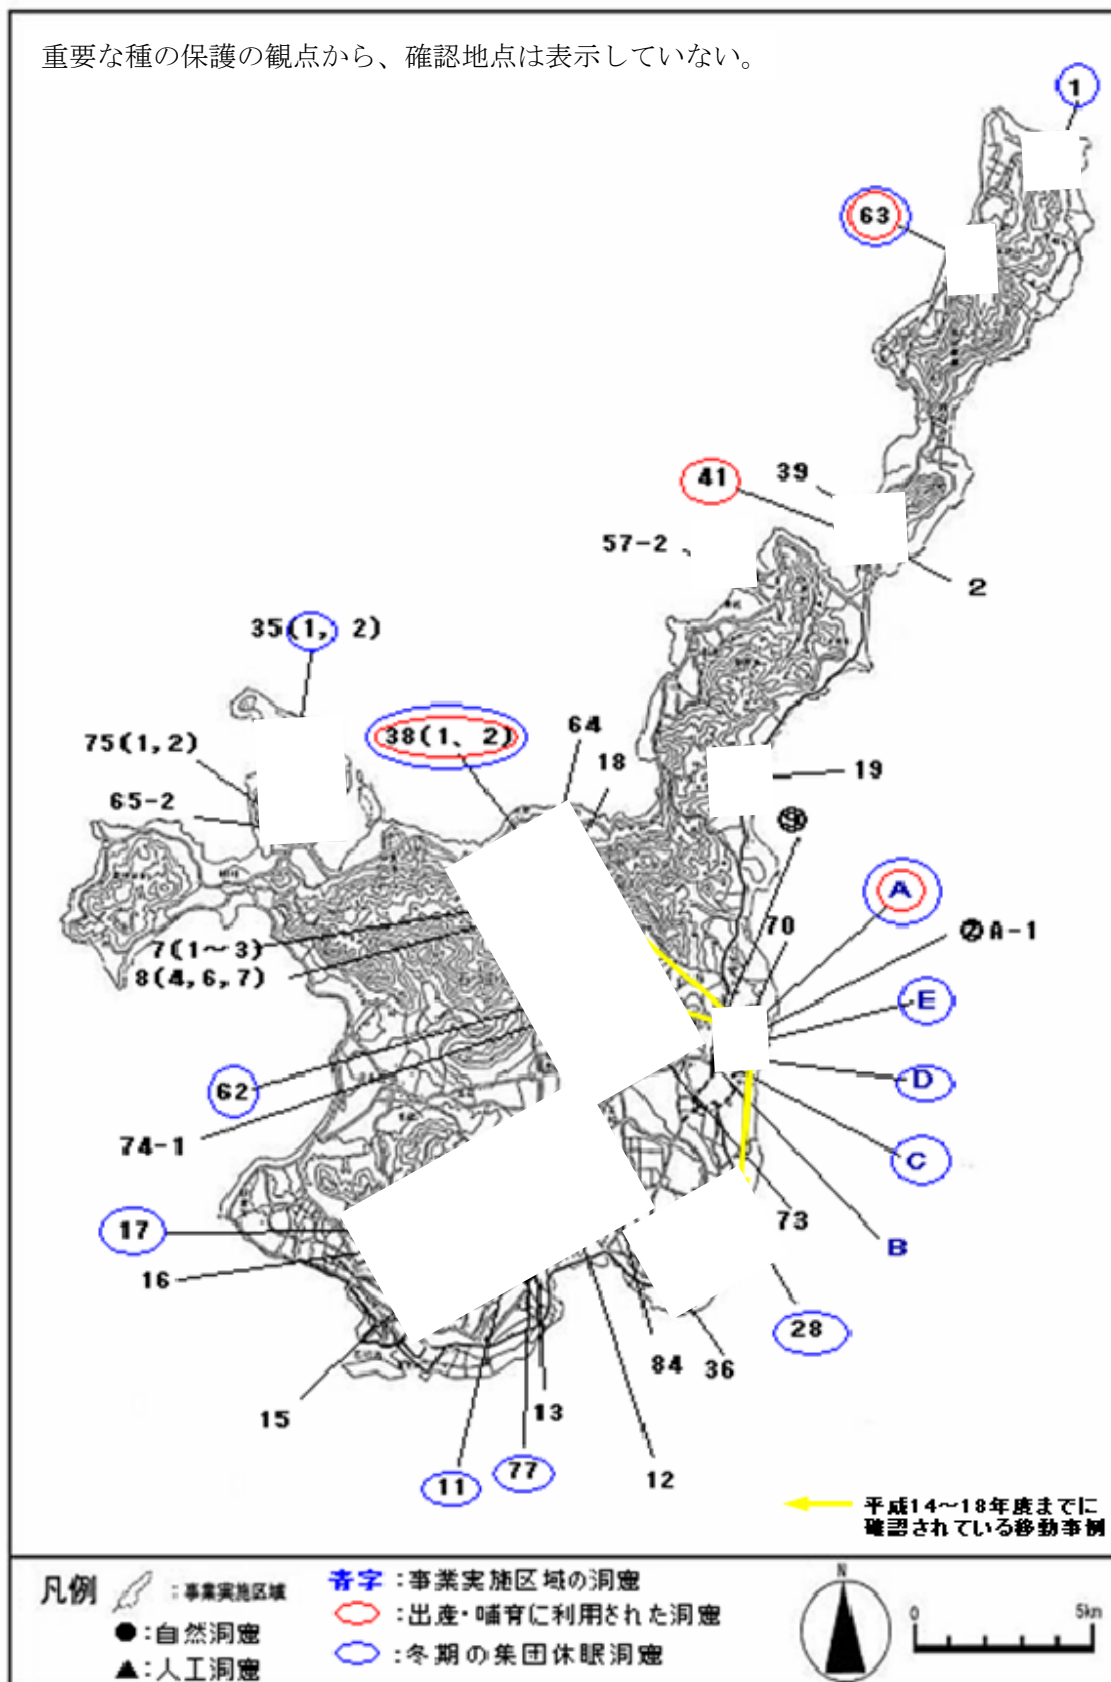 重要な種の保護の観点から、確認地点は表示していない。
1
63
41
39
57-2
2
35(1, 2)
38(1、2)
64
18
75(1,2)
65-2
19
⑨
A
70
②A-1
7(1～3)
8(4,6,7)
E
62
D
74-1
C
17
73
B
16
28
84
36
15
13
77
11
12
平成14～18年度までに
確認されている移動事例
凡例
:事業実施区域
●:自然洞窟
▲:人工洞窟
青字:事業実施区域の洞窟
:出産・哺育に利用された洞窟
:冬期の集団休眠洞窟
N
0
5km